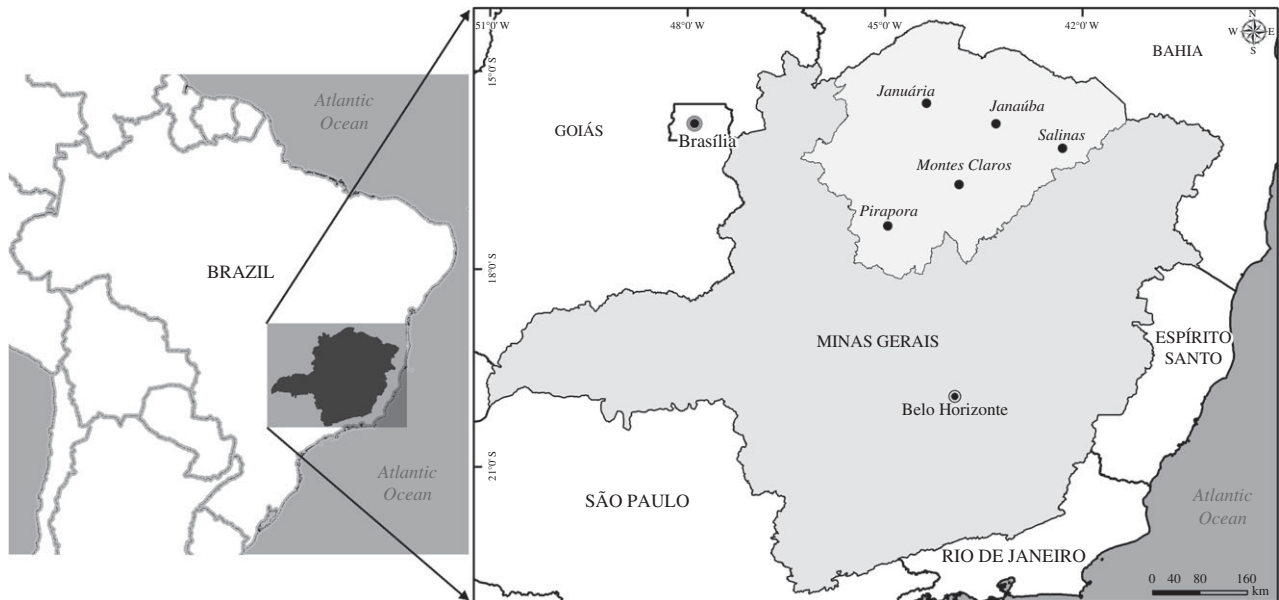 Atlantic
Ocean
BRAZIL
Atlantic
Ocean
51°0'W
48°0'W
45°0'W
42°0'W
N
W
E
S
15°0'S
18°0'S
21°0'S
BAHIA
GOIÁS
Brasília
Januária
Janaúba
Salinas
Montes Claros
Pirapora
MINAS GERAIS
ESPÍRITO
SANTO
Belo Horizonte
SÃO PAULO
Atlantic
Ocean
RIO DE JANEIRO
0 40 80 160
km